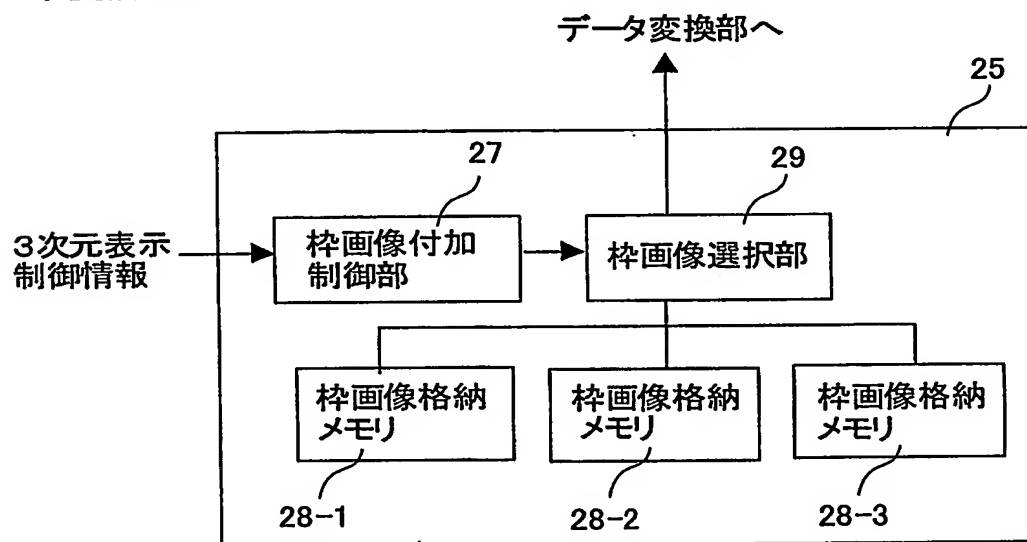 データ変換部へ
25
27
29
3次元表示
制御情報
枠画像付加
制御部
枠画像選択部
枠画像格納
メモリ
枠画像格納
メモリ
枠画像格納
メモリ
28-1
28-2
28-3